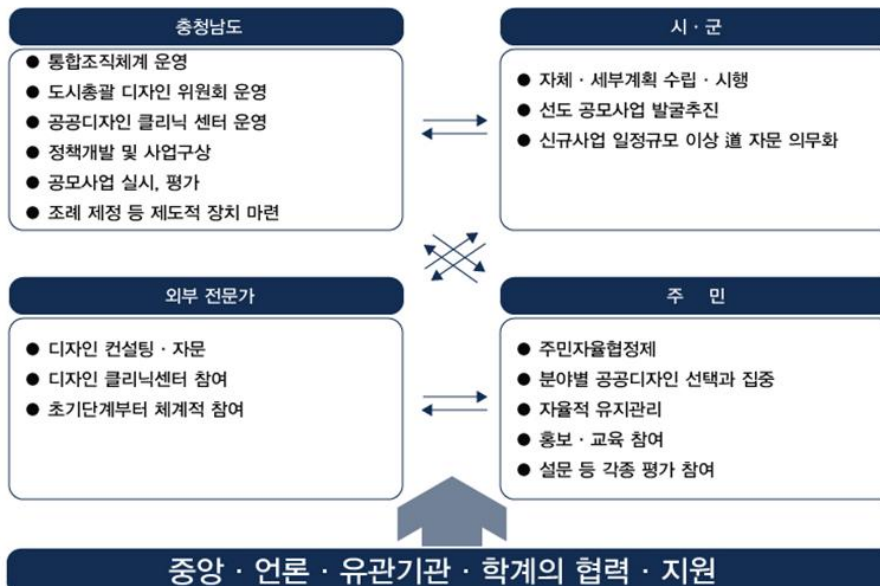 충청남도
● 통합조직체계 운영
● 도시총괄 디자인 위원회 운영
● 공공디자인 클리닉 센터 운영
● 정책개발 및 사업구상
● 공모사업 실시, 평가
● 조례 제정 등 제도적 장치 마련
시 · 군
● 자체 · 세부계획 수립 · 시행
● 선도 공모사업 발굴추진
● 신규사업 일정규모 이상 道 자문 의무화
외부 전문가
● 디자인 컨설팅 · 자문
● 디자인 클리닉센터 참여
● 초기단계부터 체계적 참여
주 민
● 주민자율협정제
● 분야별 공공디자인 선택과 집중
● 자율적 유지관리
● 홍보 · 교육 참여
● 설문 등 각종 평가 참여
중앙 · 언론 · 유관기관 · 학계의 협력 · 지원